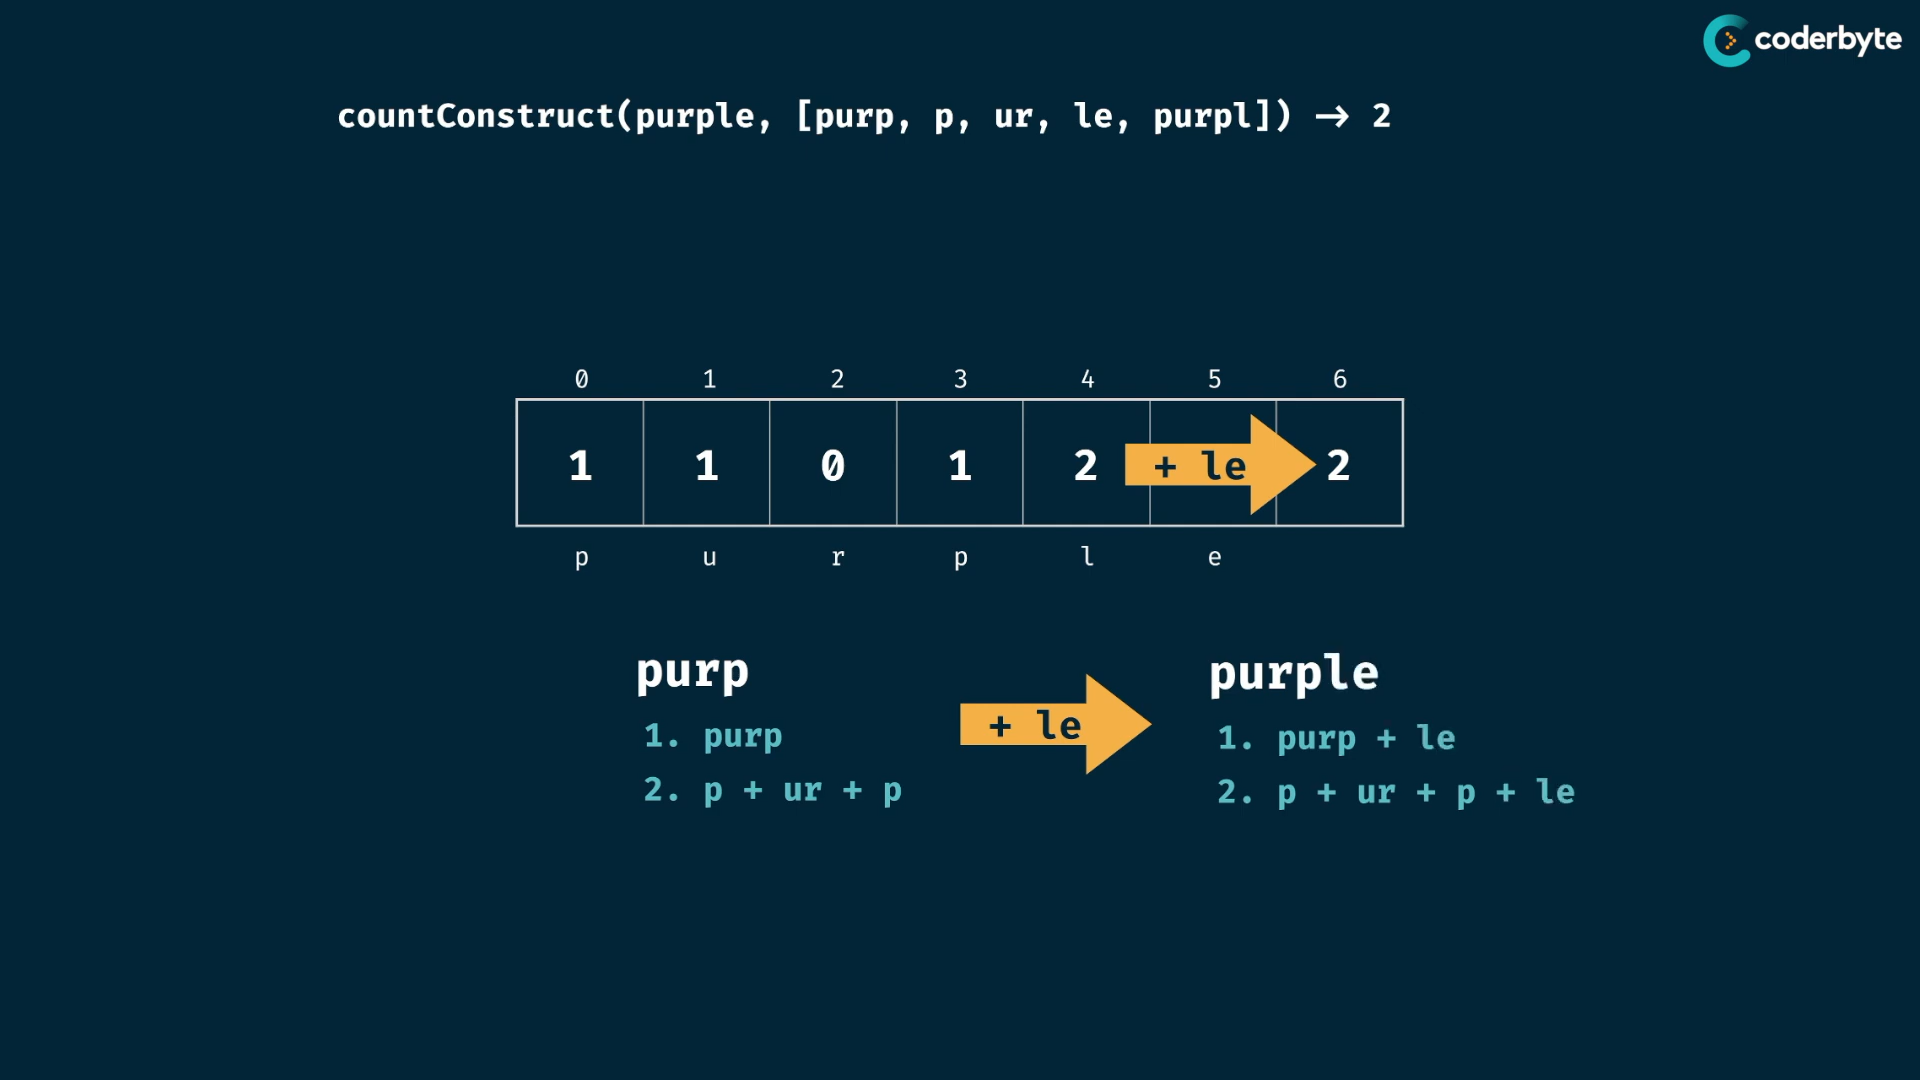 coderbyte
countConstruct(purple, [purp, p, ur, le, purpl]) → 2
0 1 2 3 4 5 6
1 1 0 1 2 + le 2
p u r p l e
purp + le purple
1. purp 1. purp + le
2. p + ur + p 2. p + ur + p + le